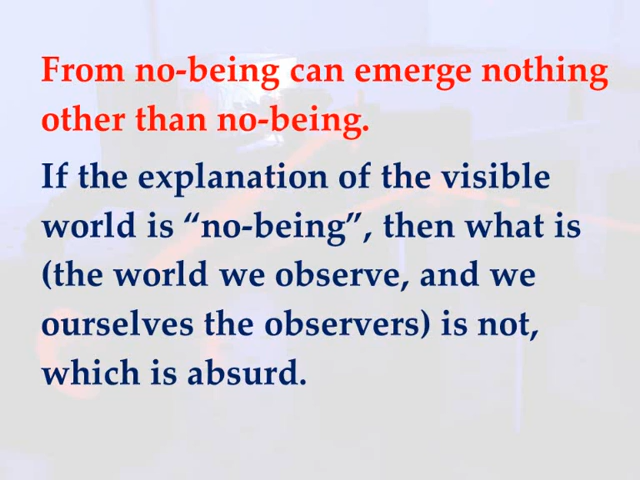 From no-being can emerge nothing
other than no-being.
If the explanation of the visible
world is “no-being”, then what is
(the world we observe, and we
ourselves the observers) is not,
which is absurd.